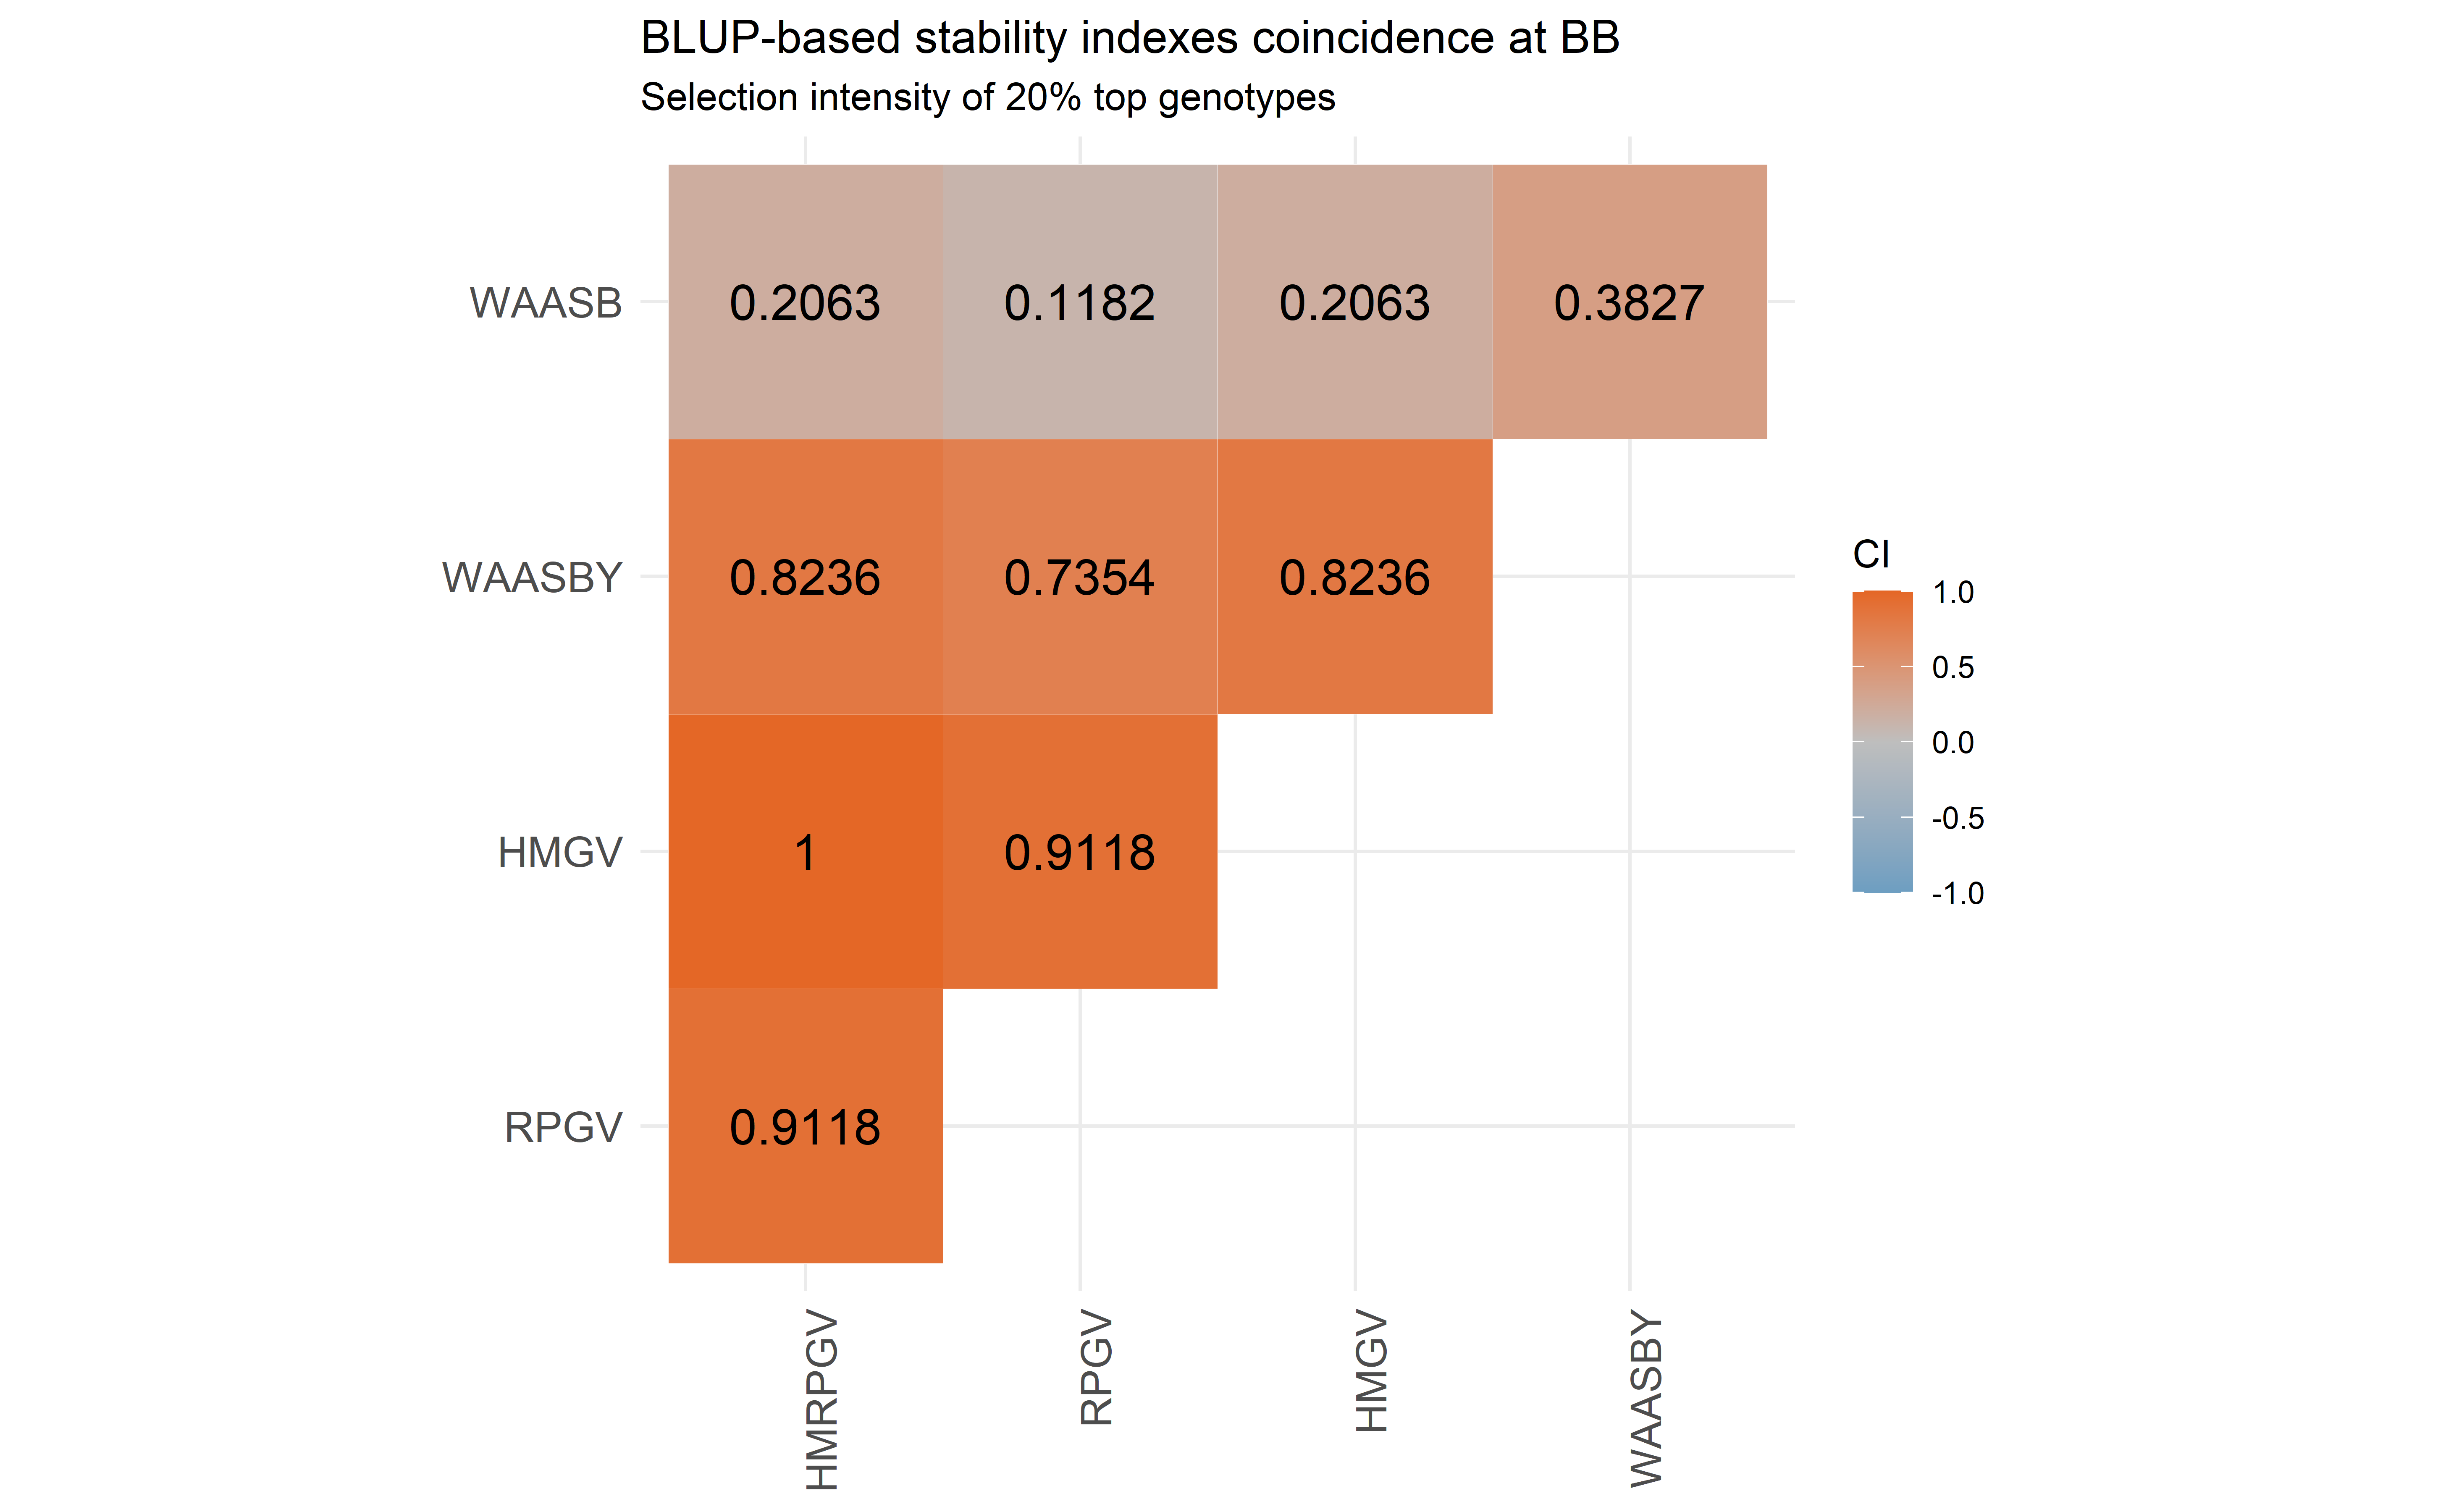 BLUP-based stability indexes coincidence at BB
Selection intensity of 20% top genotypes
WAASB 0.2063 0.1182 0.2063 0.3827
WAASBY 0.8236 0.7354 0.8236
HMGV 1 0.9118
RPGV 0.9118
HMRPGV RPGV HMGV WAASBY
CI
1.0
0.5
0.0
-0.5
-1.0